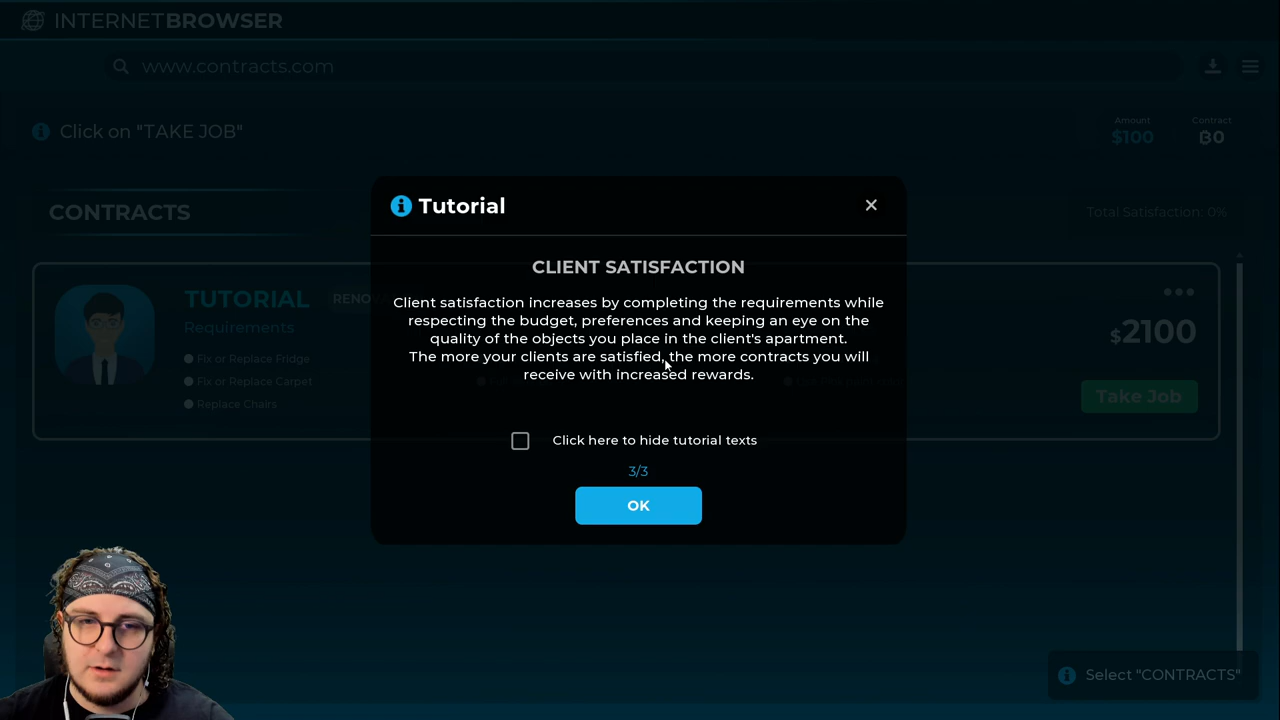 INTERNETBROWSER
www.contracts.com
Click on "TAKE JOB"
Amount
$100
Contract
₿0
CONTRACTS
Total Satisfaction: 0%
TUTORIAL
Requirements
Fix or Replace Fridge
Fix or Replace Carpet
Replace Chairs
$2100
Take Job
Tutorial
CLIENT SATISFACTION
Client satisfaction increases by completing the requirements while
respecting the budget, preferences and keeping an eye on the
quality of the objects you place in the client's apartment.
The more your clients are satisfied, the more contracts you will
receive with increased rewards.
Click here to hide tutorial texts
3/3
OK
Select "CONTRACTS"